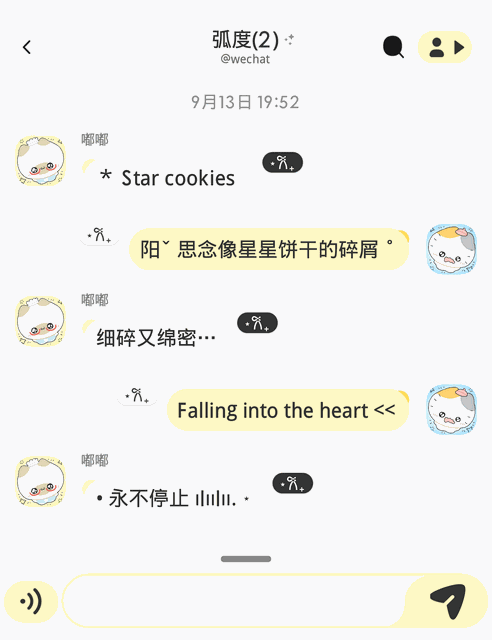 弧度(2)
@wechat
9月13日 19:52
嘟嘟
* Star cookies
阳ˇ 思念像星星饼干的碎屑 °
嘟嘟
细碎又绵密…
Falling into the heart <<
嘟嘟
• 永不停止 ılıılıı. ⋆